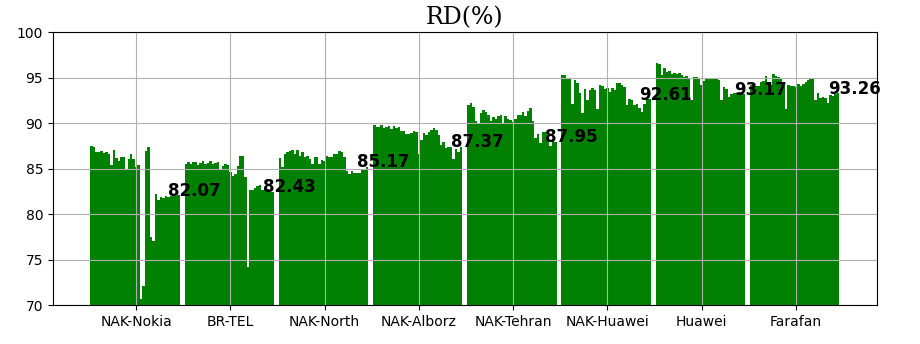 RD(%)
100
95
90
85
80
75
70
82.07
82.43
85.17
87.37
87.95
92.61
93.17
93.26
NAK-Nokia
BR-TEL
NAK-North
NAK-Alborz
NAK-Tehran
NAK-Huawei
Huawei
Farafan